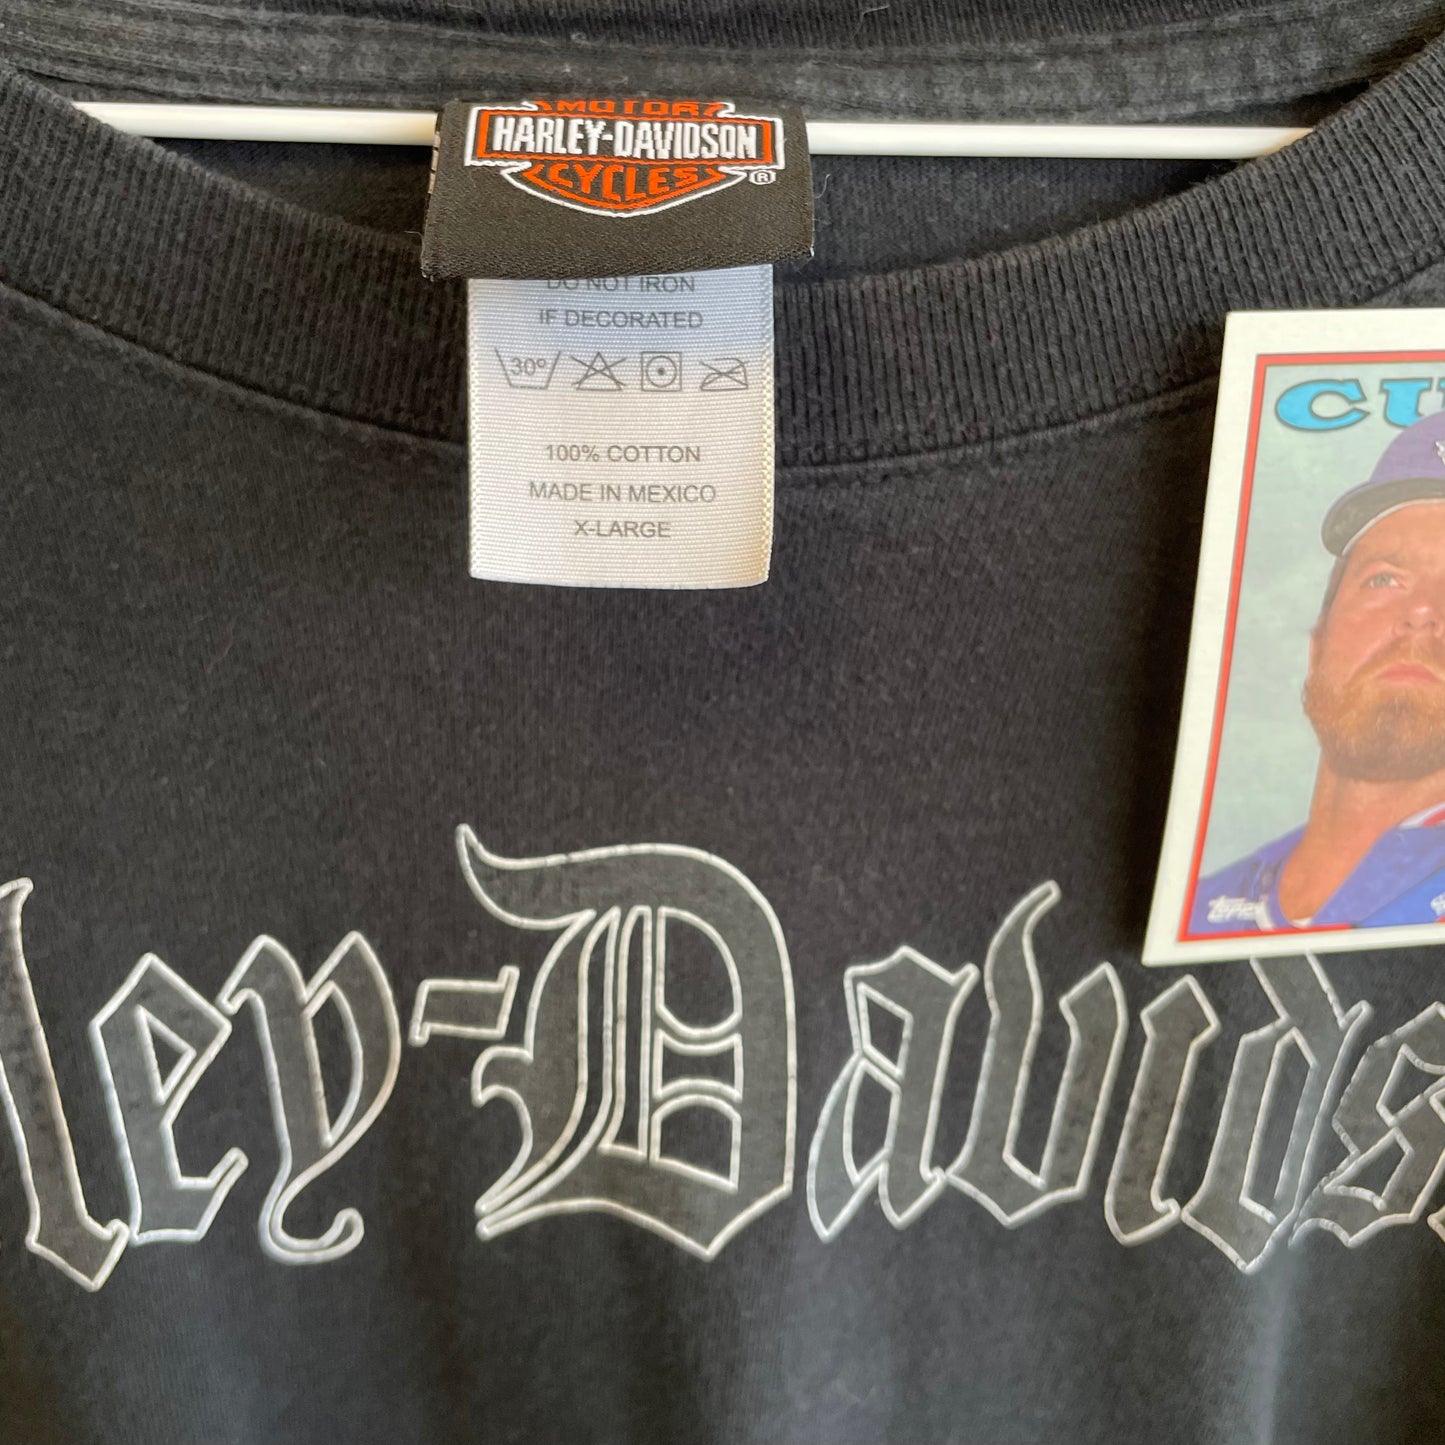 MOTOR
HARLEY-DAVIDSON
CYCLES ®
DO NOT IRON
IF DECORATED
30°
100% COTTON
MADE IN MEXICO
X-LARGE
CU
Topps
ley-Davids